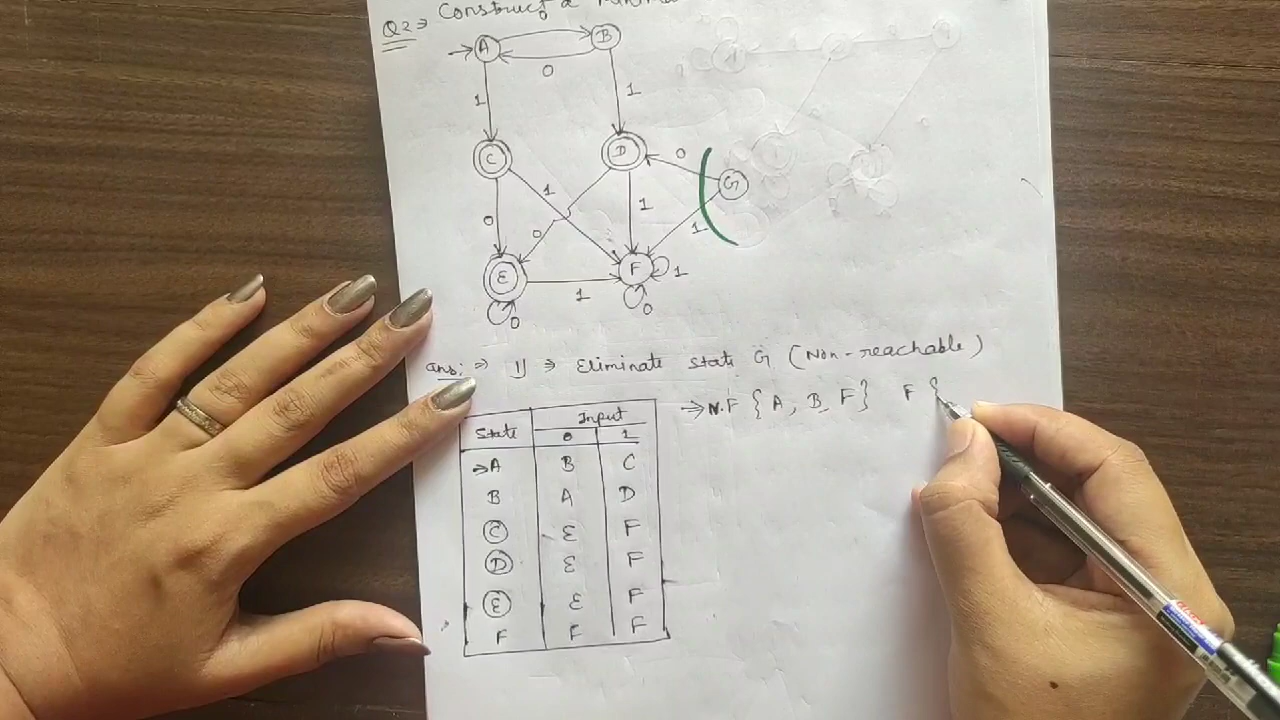 Q2 ⇒ Construct a
0
A
B
0
1
1
C
D
0
G
1
1
0
0
1
E
F
1
1
0
0
Ans: ⇒ 1) ⇒ Eliminate state G (Non-reachable)
⇒ N.F { A, B, F } F {
State Input
0 1
→A B C
B A D
C E F
D E F
E E F
F F F